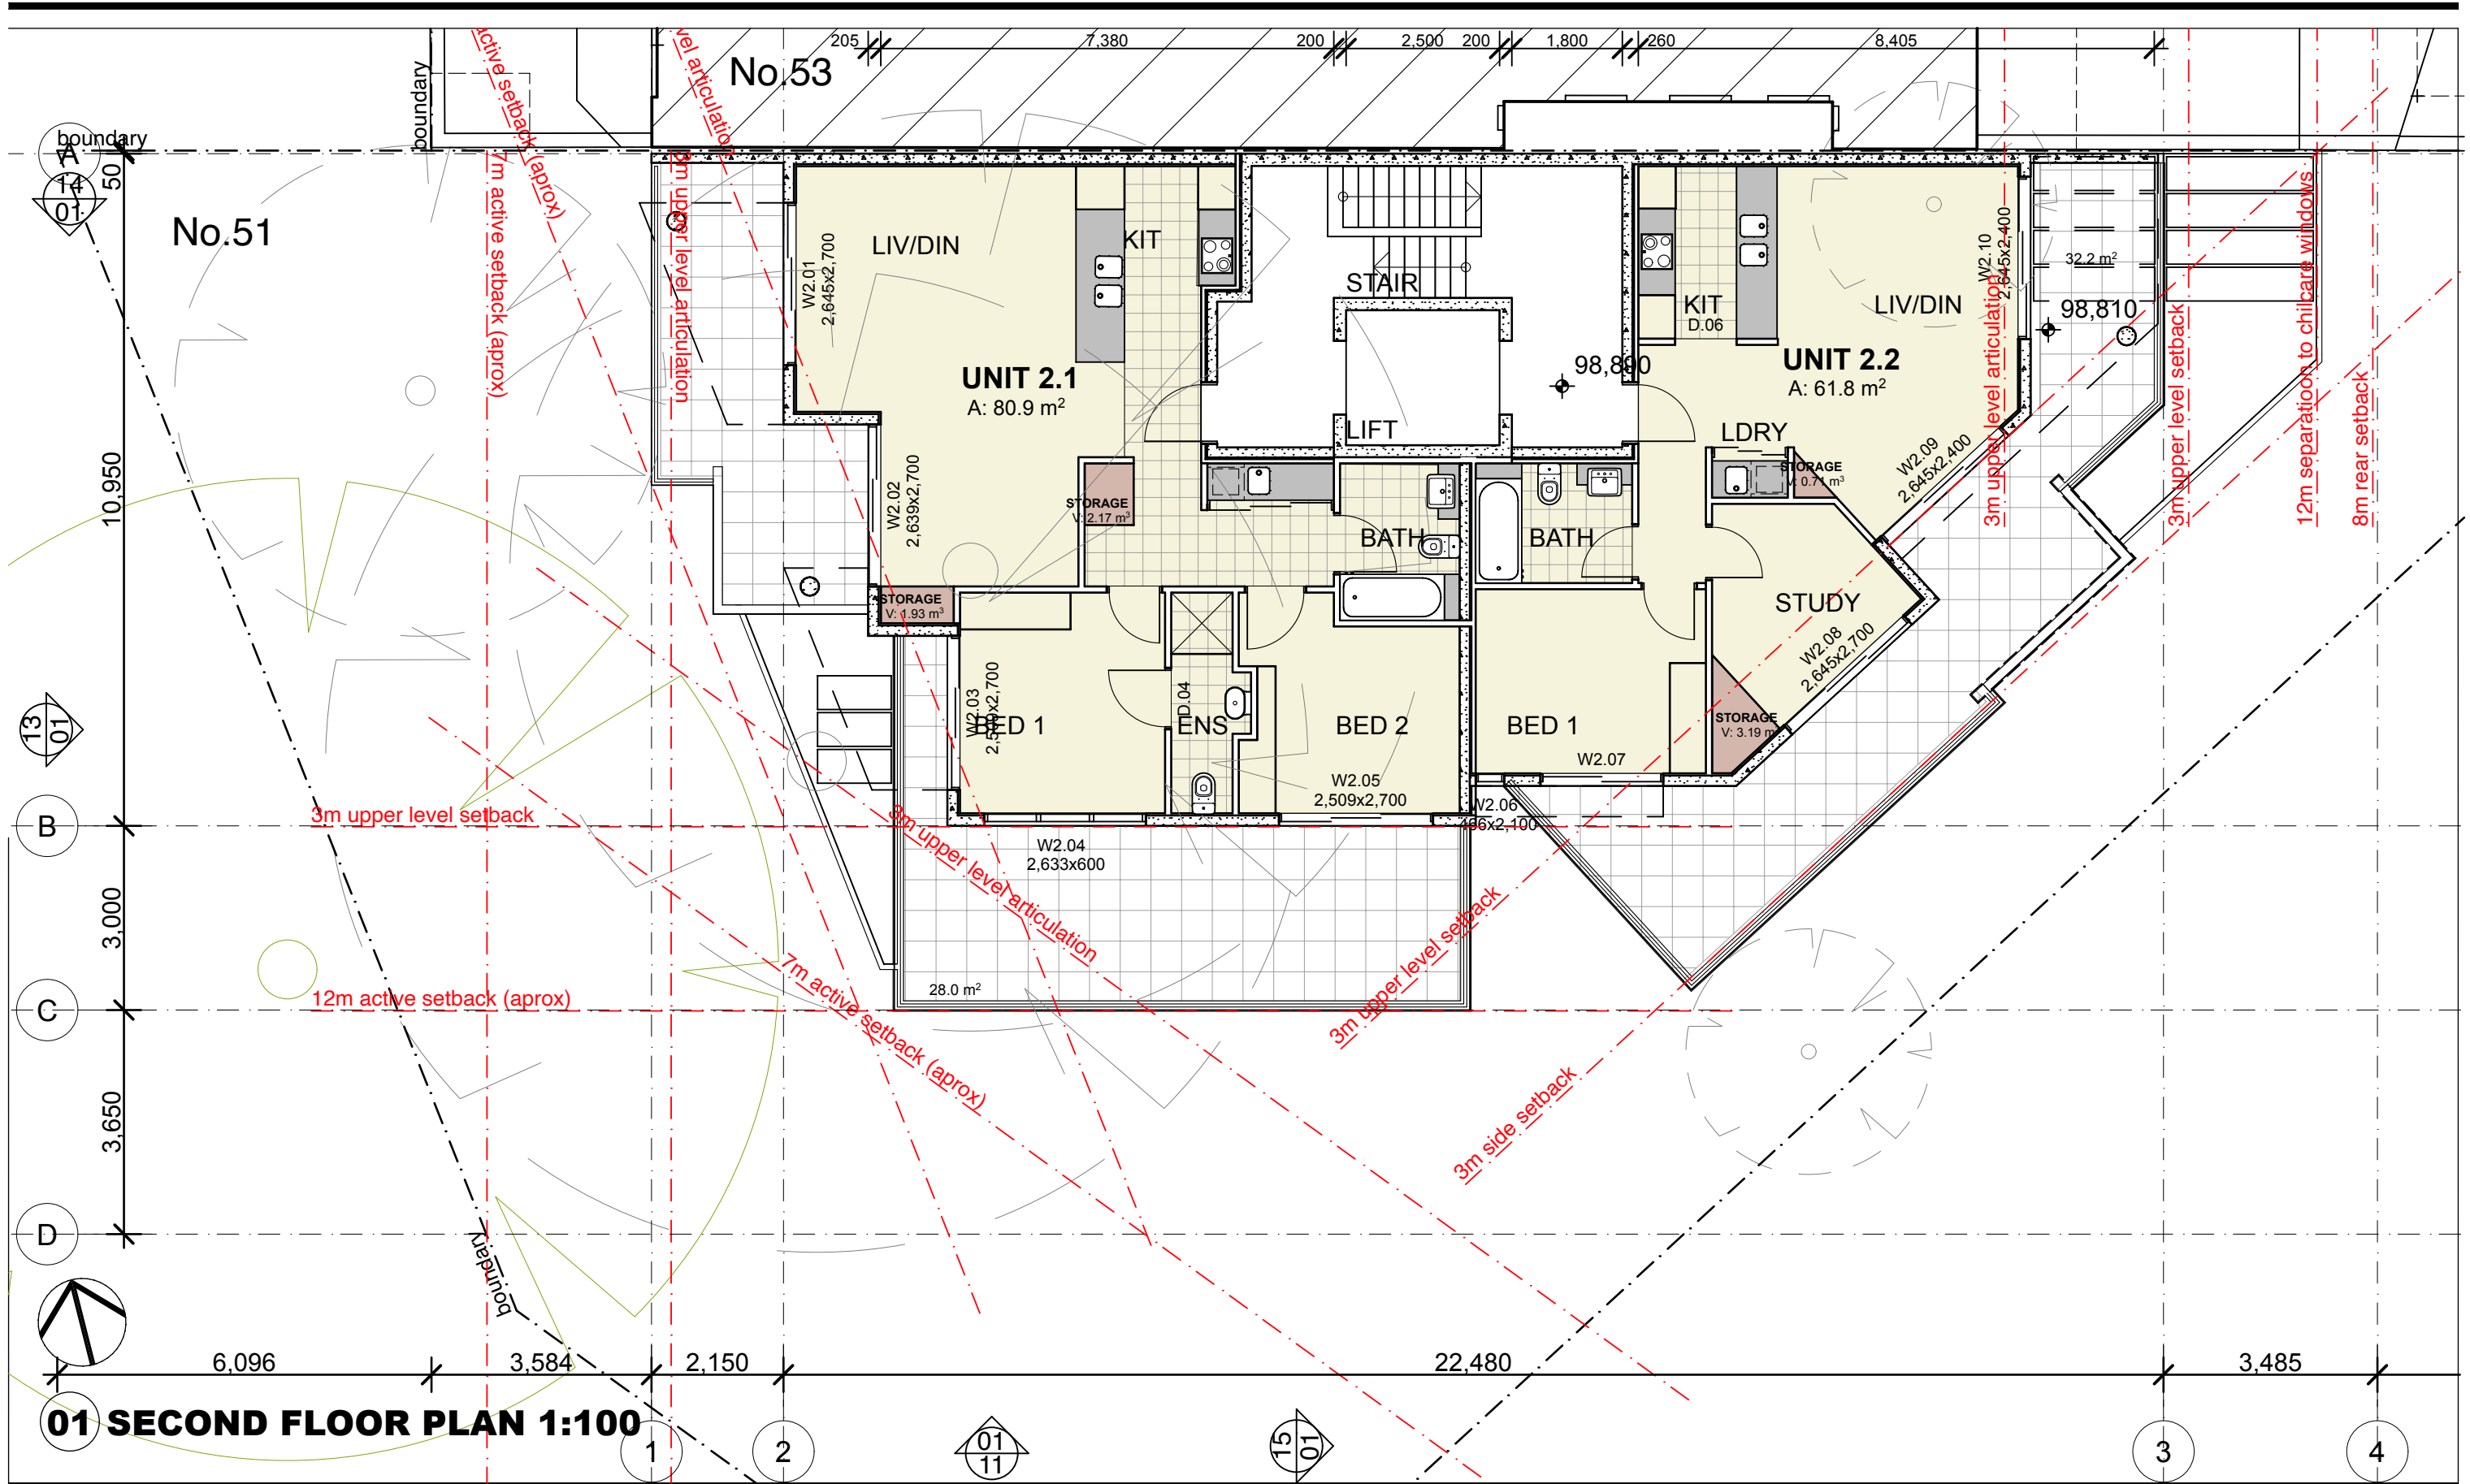 205
7,380
200
2,500
200
1,800
260
8,405
No.53
boundary
boundary
A
14
01
50
No.51
active setback (aprox)
vel articulation
7m active setback (aprox)
3m upper level articulation
LIV/DIN
KIT
W2.01
2,645x2,700
STAIR
KIT
D.06
LIV/DIN
W2.10
2,645x2,400
32.2 m²
98,810
3m upper level articulation
3m upper level setback
12m separation to chilcare windows
8m rear setback
UNIT 2.1
A: 80.9 m²
98,890
UNIT 2.2
A: 61.8 m²
LIFT
LDRY
W2.09
2,645x2,400
STORAGE
V: 0.71 m³
W2.02
2,639x2,700
STORAGE
V: 2.17 m³
BATH
BATH
10,950
STORAGE
V: 1.93 m³
STUDY
W2.08
2,645x2,700
W2.03
BED 1
D.04
ENS
BED 2
BED 1
STORAGE
V: 3.19 m
W2.07
W2.05
2,509x2,700
W2.06
13
01
B
3m upper level setback
W2.04
2,633x600
3m upper level articulation
3m upper level setback
3,000
28.0 m²
7m active setback (aprox)
C
12m active setback (aprox)
3,650
3m side setback
D
boundary
6,096
3,584
2,150
22,480
3,485
01 SECOND FLOOR PLAN 1:100
1
2
01
11
15
01
3
4